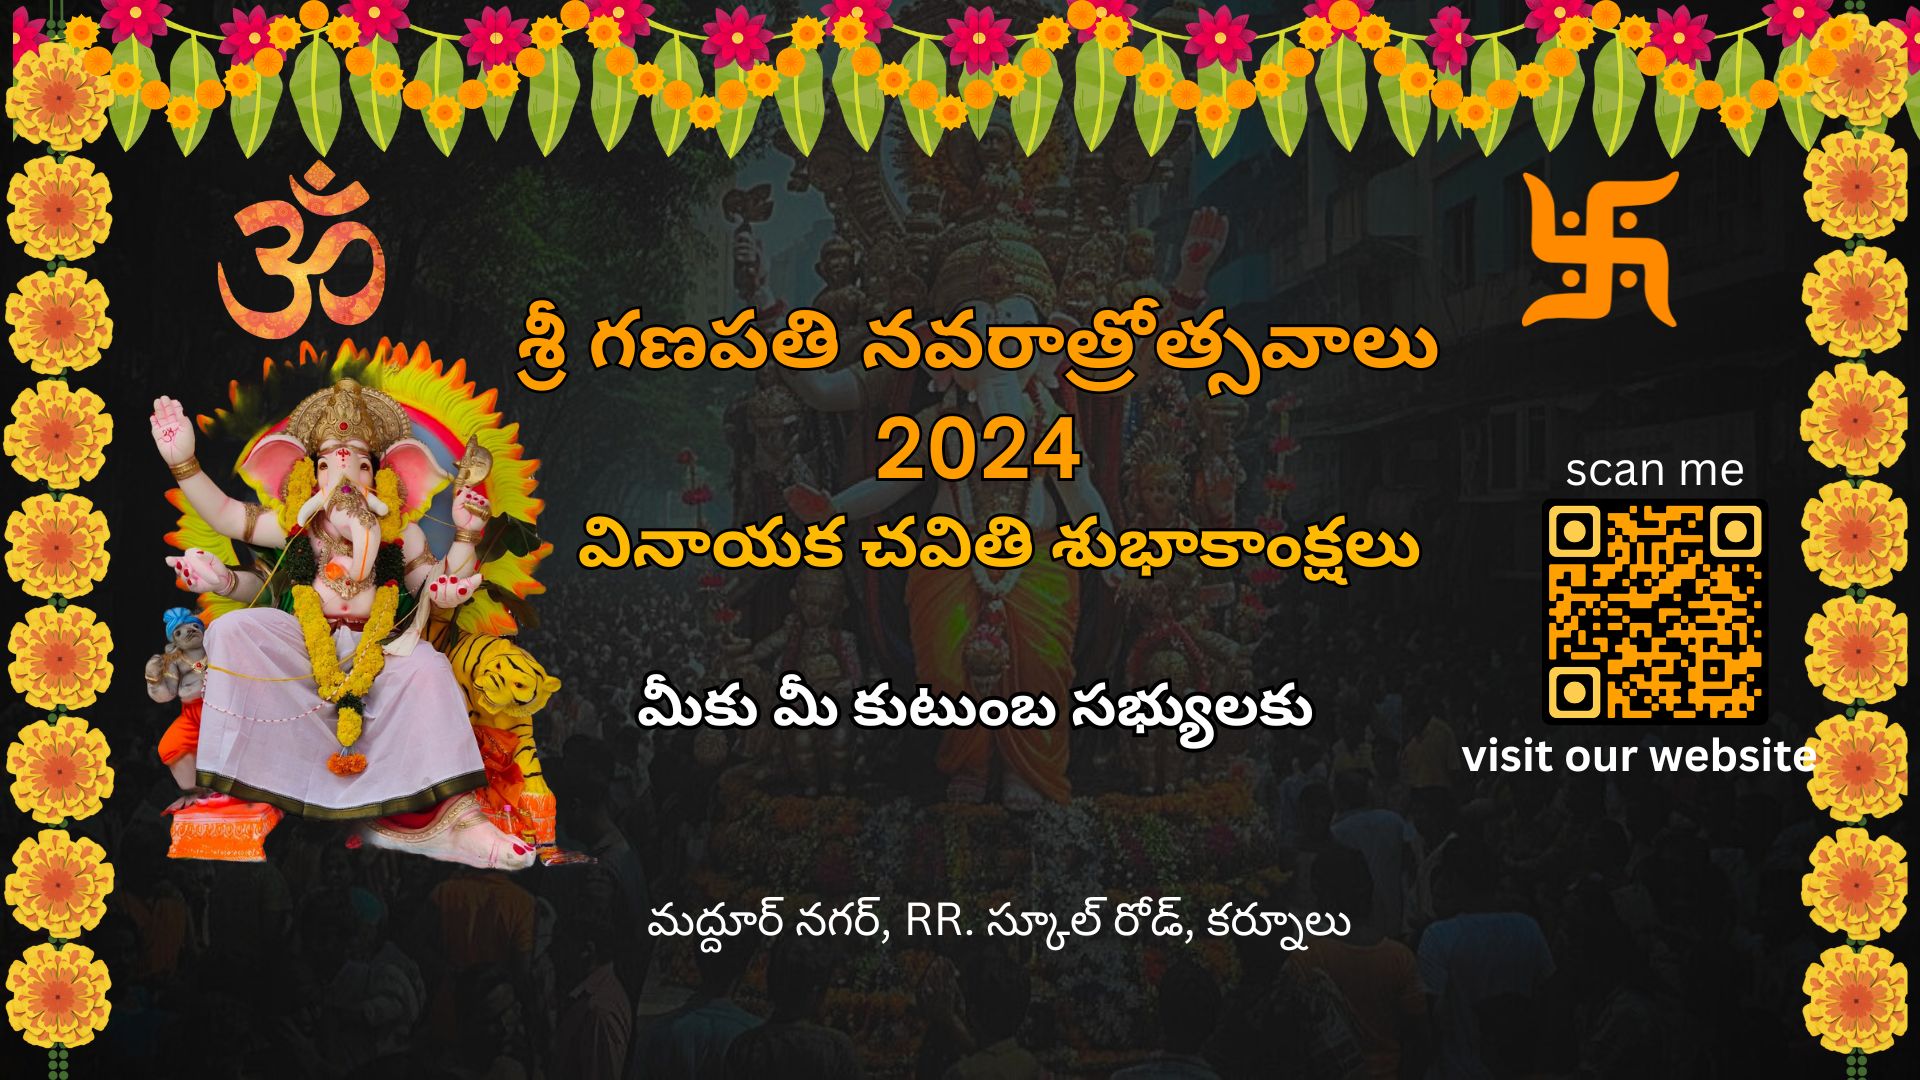 ॐ
శ్రీ గణపతి నవరాత్రోత్సవాలు
2024
వినాయక చవితి శుభాకాంక్షలు
మీకు మీ కుటుంబ సభ్యులకు
మద్దూర్ నగర్, RR. స్కూల్ రోడ్, కర్నూలు
scan me
visit our website